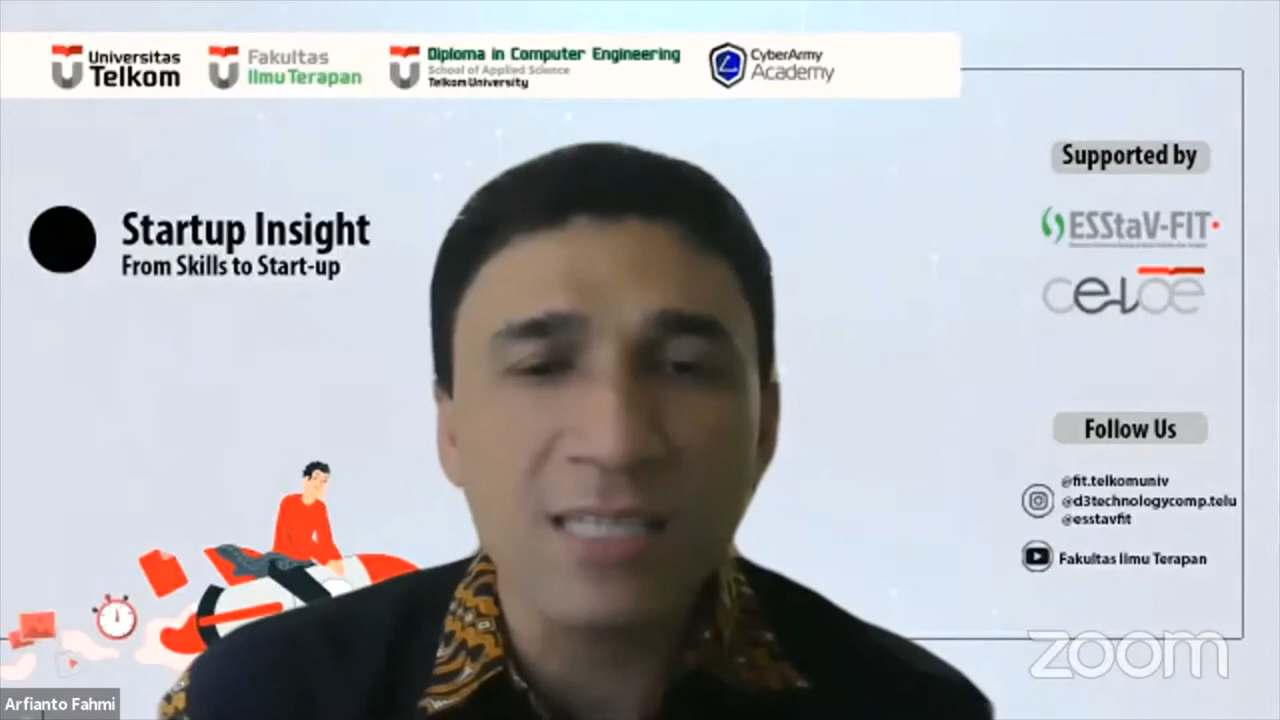 Universitas
Telkom
Fakultas
Ilmu Terapan
Diploma in Computer Engineering
School of Applied Science
Telkom University
CyberArmy
Academy
Supported by
ESStaV-FIT
Startup Insight
From Skills to Start-up
celoe
Follow Us
@fit.telkomuniv
@d3technologycomp.telu
@esstavfit
Fakultas Ilmu Terapan
zoom
Arfianto Fahmi